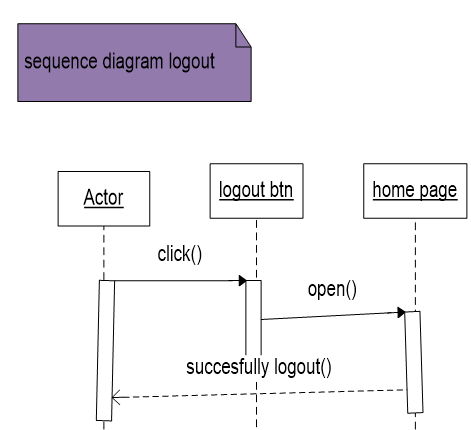 sequence diagram logout
Actor
logout btn
home page
click()
open()
succesfully logout()